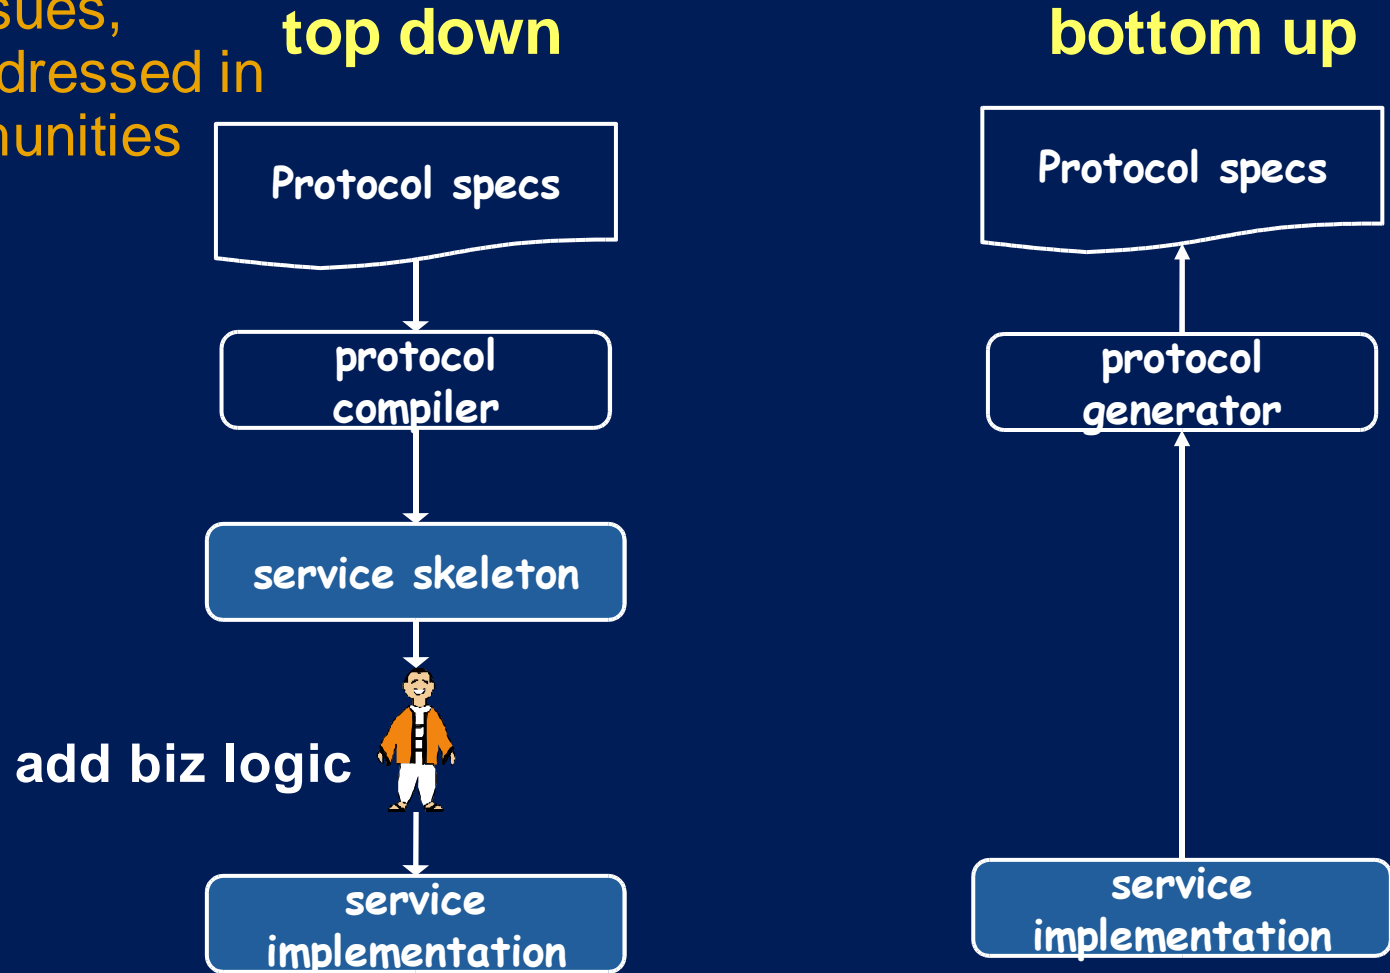 top down
bottom up
sues,
dressed in
unities
Protocol specs
protocol
compiler
service skeleton
add biz logic
service
implementation
Protocol specs
protocol
generator
service
implementation